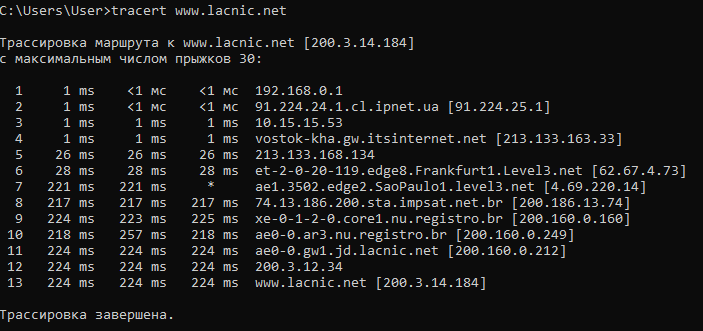 C:\Users\User>tracert www.lacnic.net
Трассировка маршрута к www.lacnic.net [200.3.14.184]
с максимальным числом прыжков 30:
1 1 ms <1 мс <1 мс 192.168.0.1
2 1 ms <1 мс <1 мс 91.224.24.1.cl.ipnet.ua [91.224.25.1]
3 1 ms 1 ms 1 ms 10.15.15.53
4 1 ms 1 ms 1 ms vostok-kha.gw.itsinternet.net [213.133.163.33]
5 26 ms 26 ms 26 ms 213.133.168.134
6 28 ms 28 ms 28 ms et-2-0-20-119.edge8.Frankfurt1.Level3.net [62.67.4.73]
7 221 ms 221 ms * ae1.3502.edge2.SaoPaulo1.level3.net [4.69.220.14]
8 217 ms 217 ms 217 ms 74.13.186.200.sta.impsat.net.br [200.186.13.74]
9 224 ms 223 ms 225 ms xe-0-1-2-0.core1.nu.registro.br [200.160.0.160]
10 218 ms 257 ms 218 ms ae0-0.ar3.nu.registro.br [200.160.0.249]
11 224 ms 224 ms 224 ms ae0-0.gw1.jd.lacnic.net [200.160.0.212]
12 224 ms 224 ms 224 ms 200.3.12.34
13 224 ms 224 ms 224 ms www.lacnic.net [200.3.14.184]
Трассировка завершена.